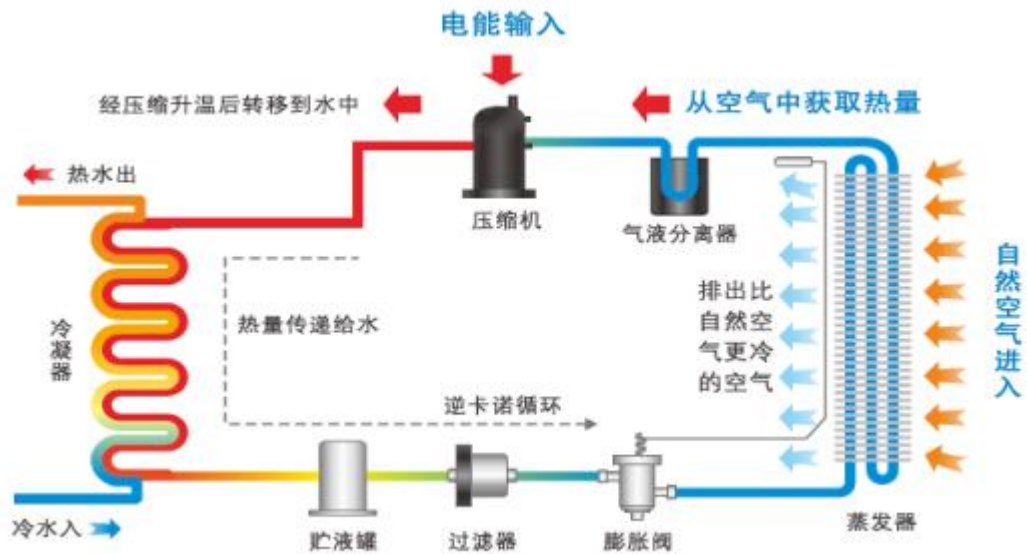 电能输入
经压缩升温后转移到水中
从空气中获取热量
热水出
压缩机
气液分离器
自然空气进入
排出比
自然空
气更冷
的空气
热量传递给水
冷凝器
逆卡诺循环
冷水入
贮液罐
过滤器
膨胀阀
蒸发器